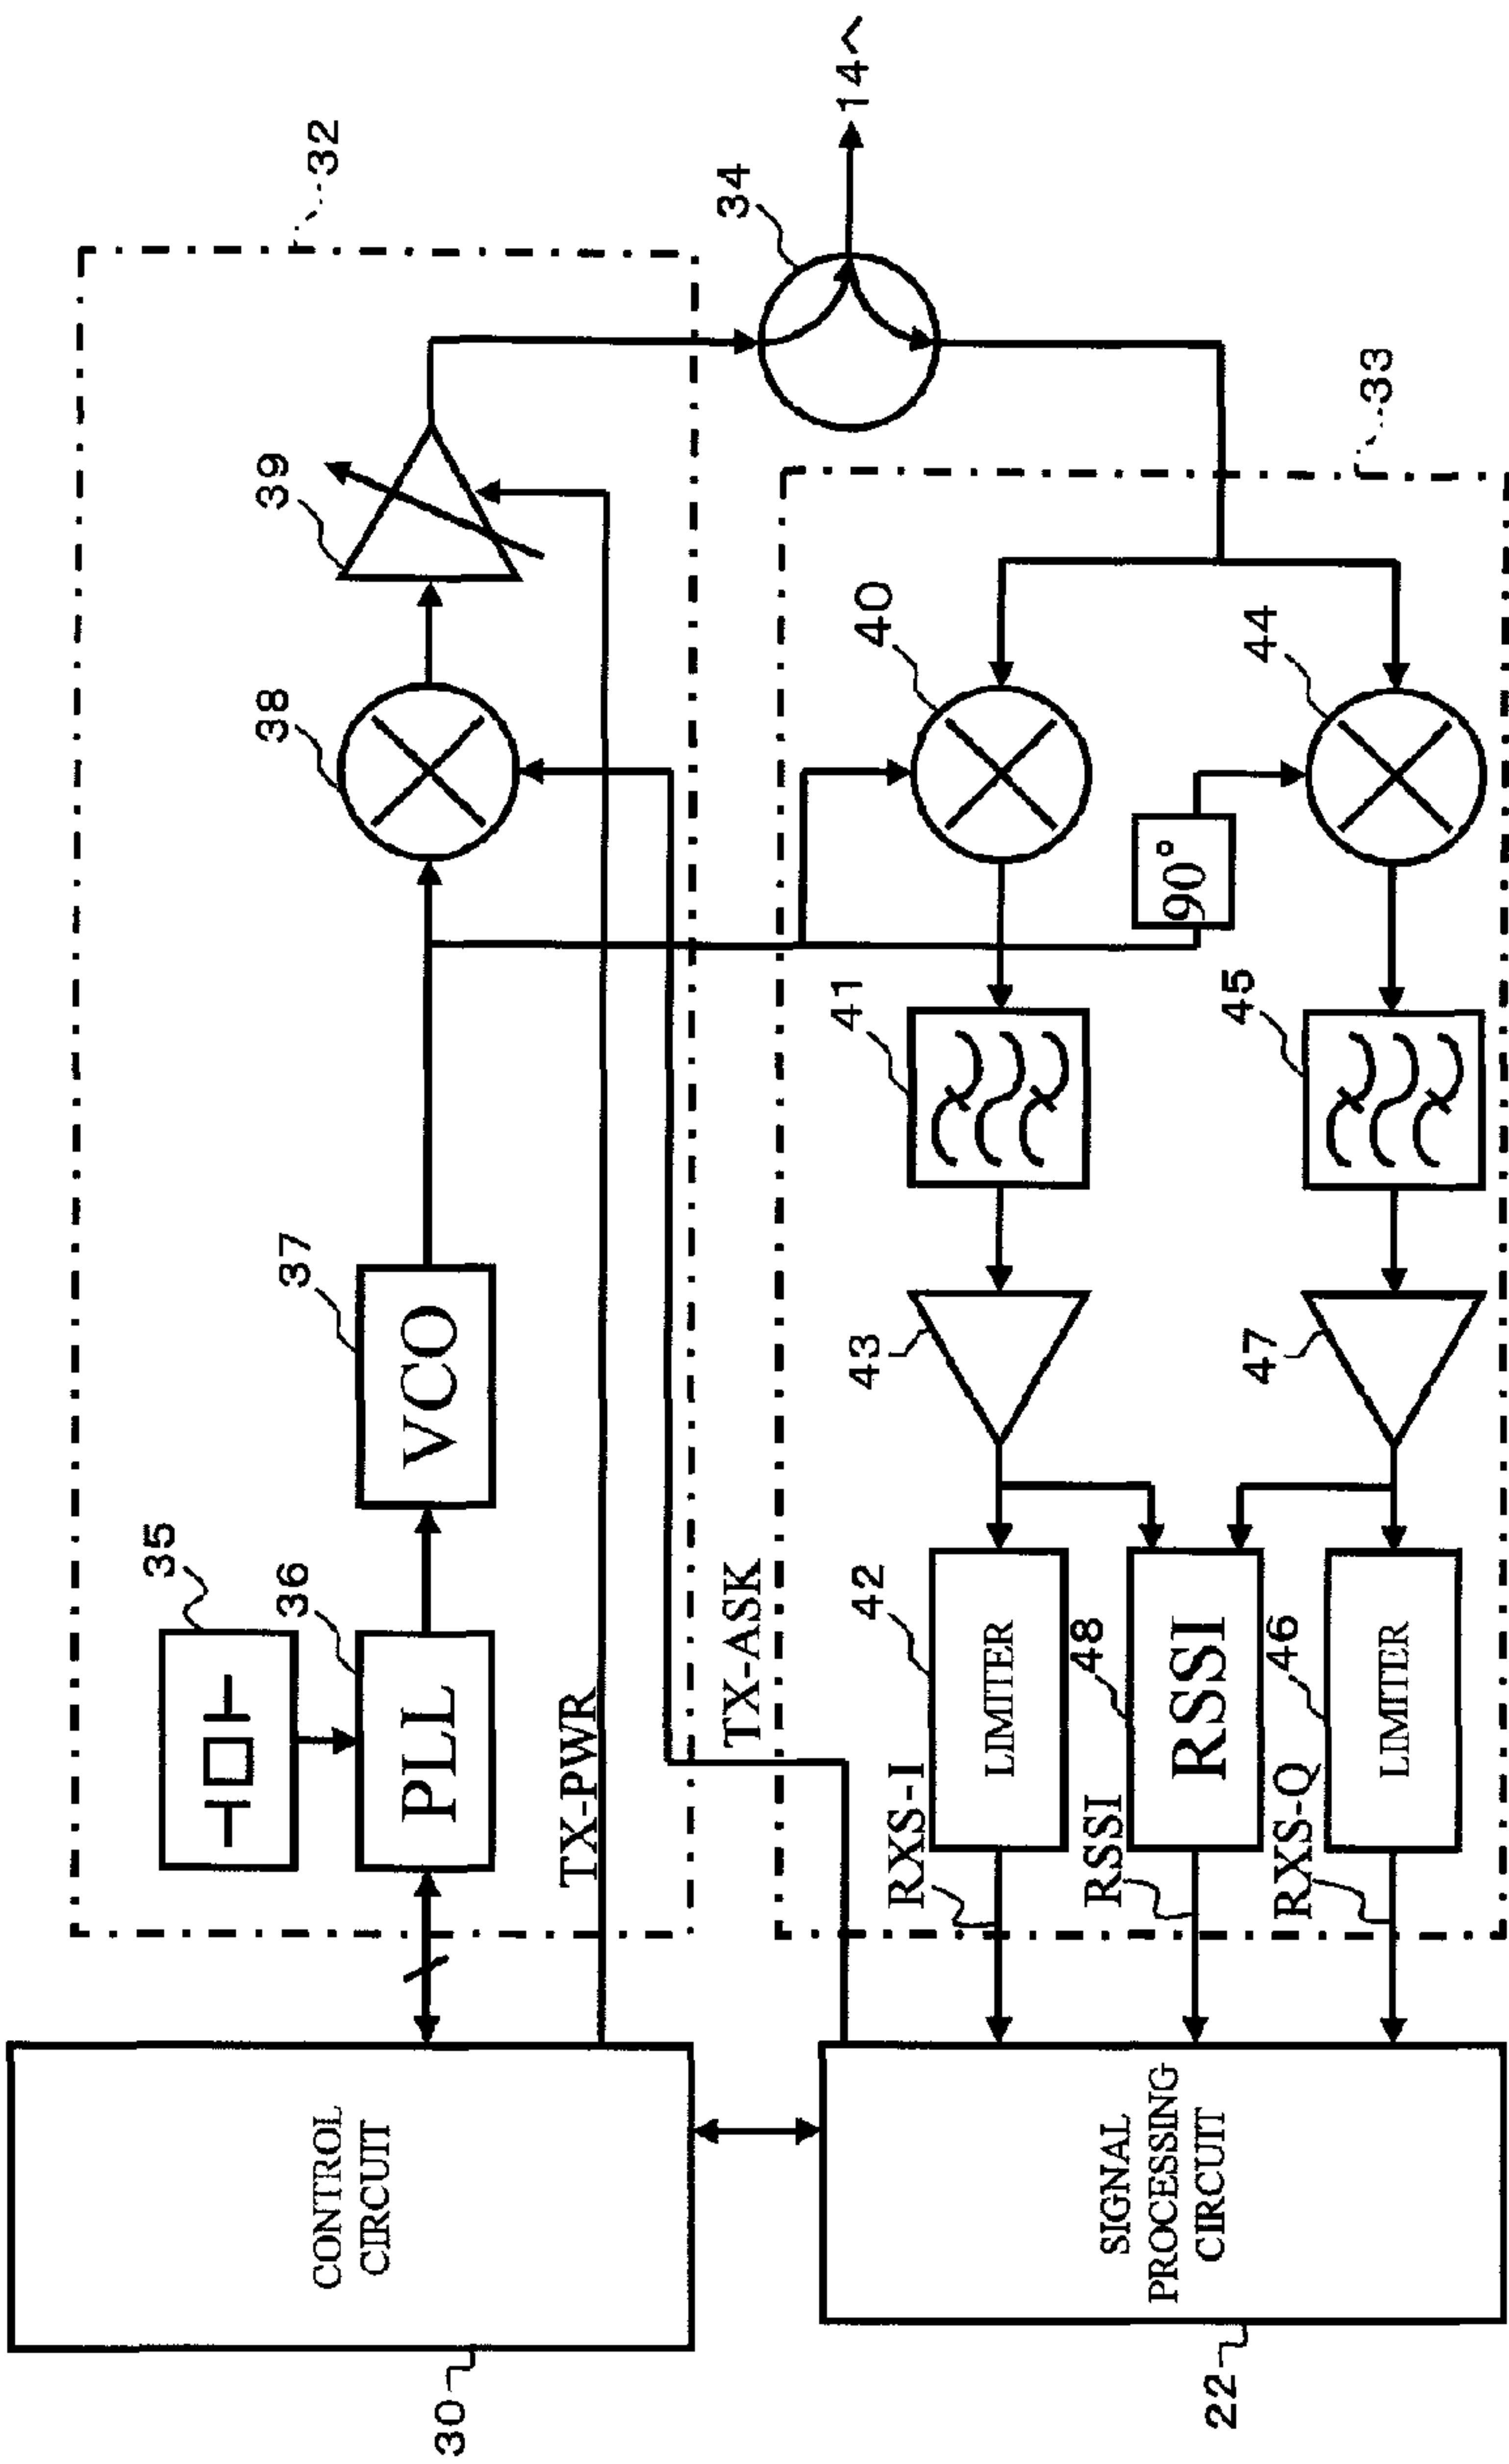 32
35
36
37
38
39
PLL
VCO
TX-PWR
TX-ASK
CONTROL
CIRCUIT
30
34
14
33
40
41
43
42
LIMITER
RXS-I
90°
48
RSSI
RSSI
44
45
47
46
LIMITER
RXS-Q
SIGNAL
PROCESSING
CIRCUIT
22